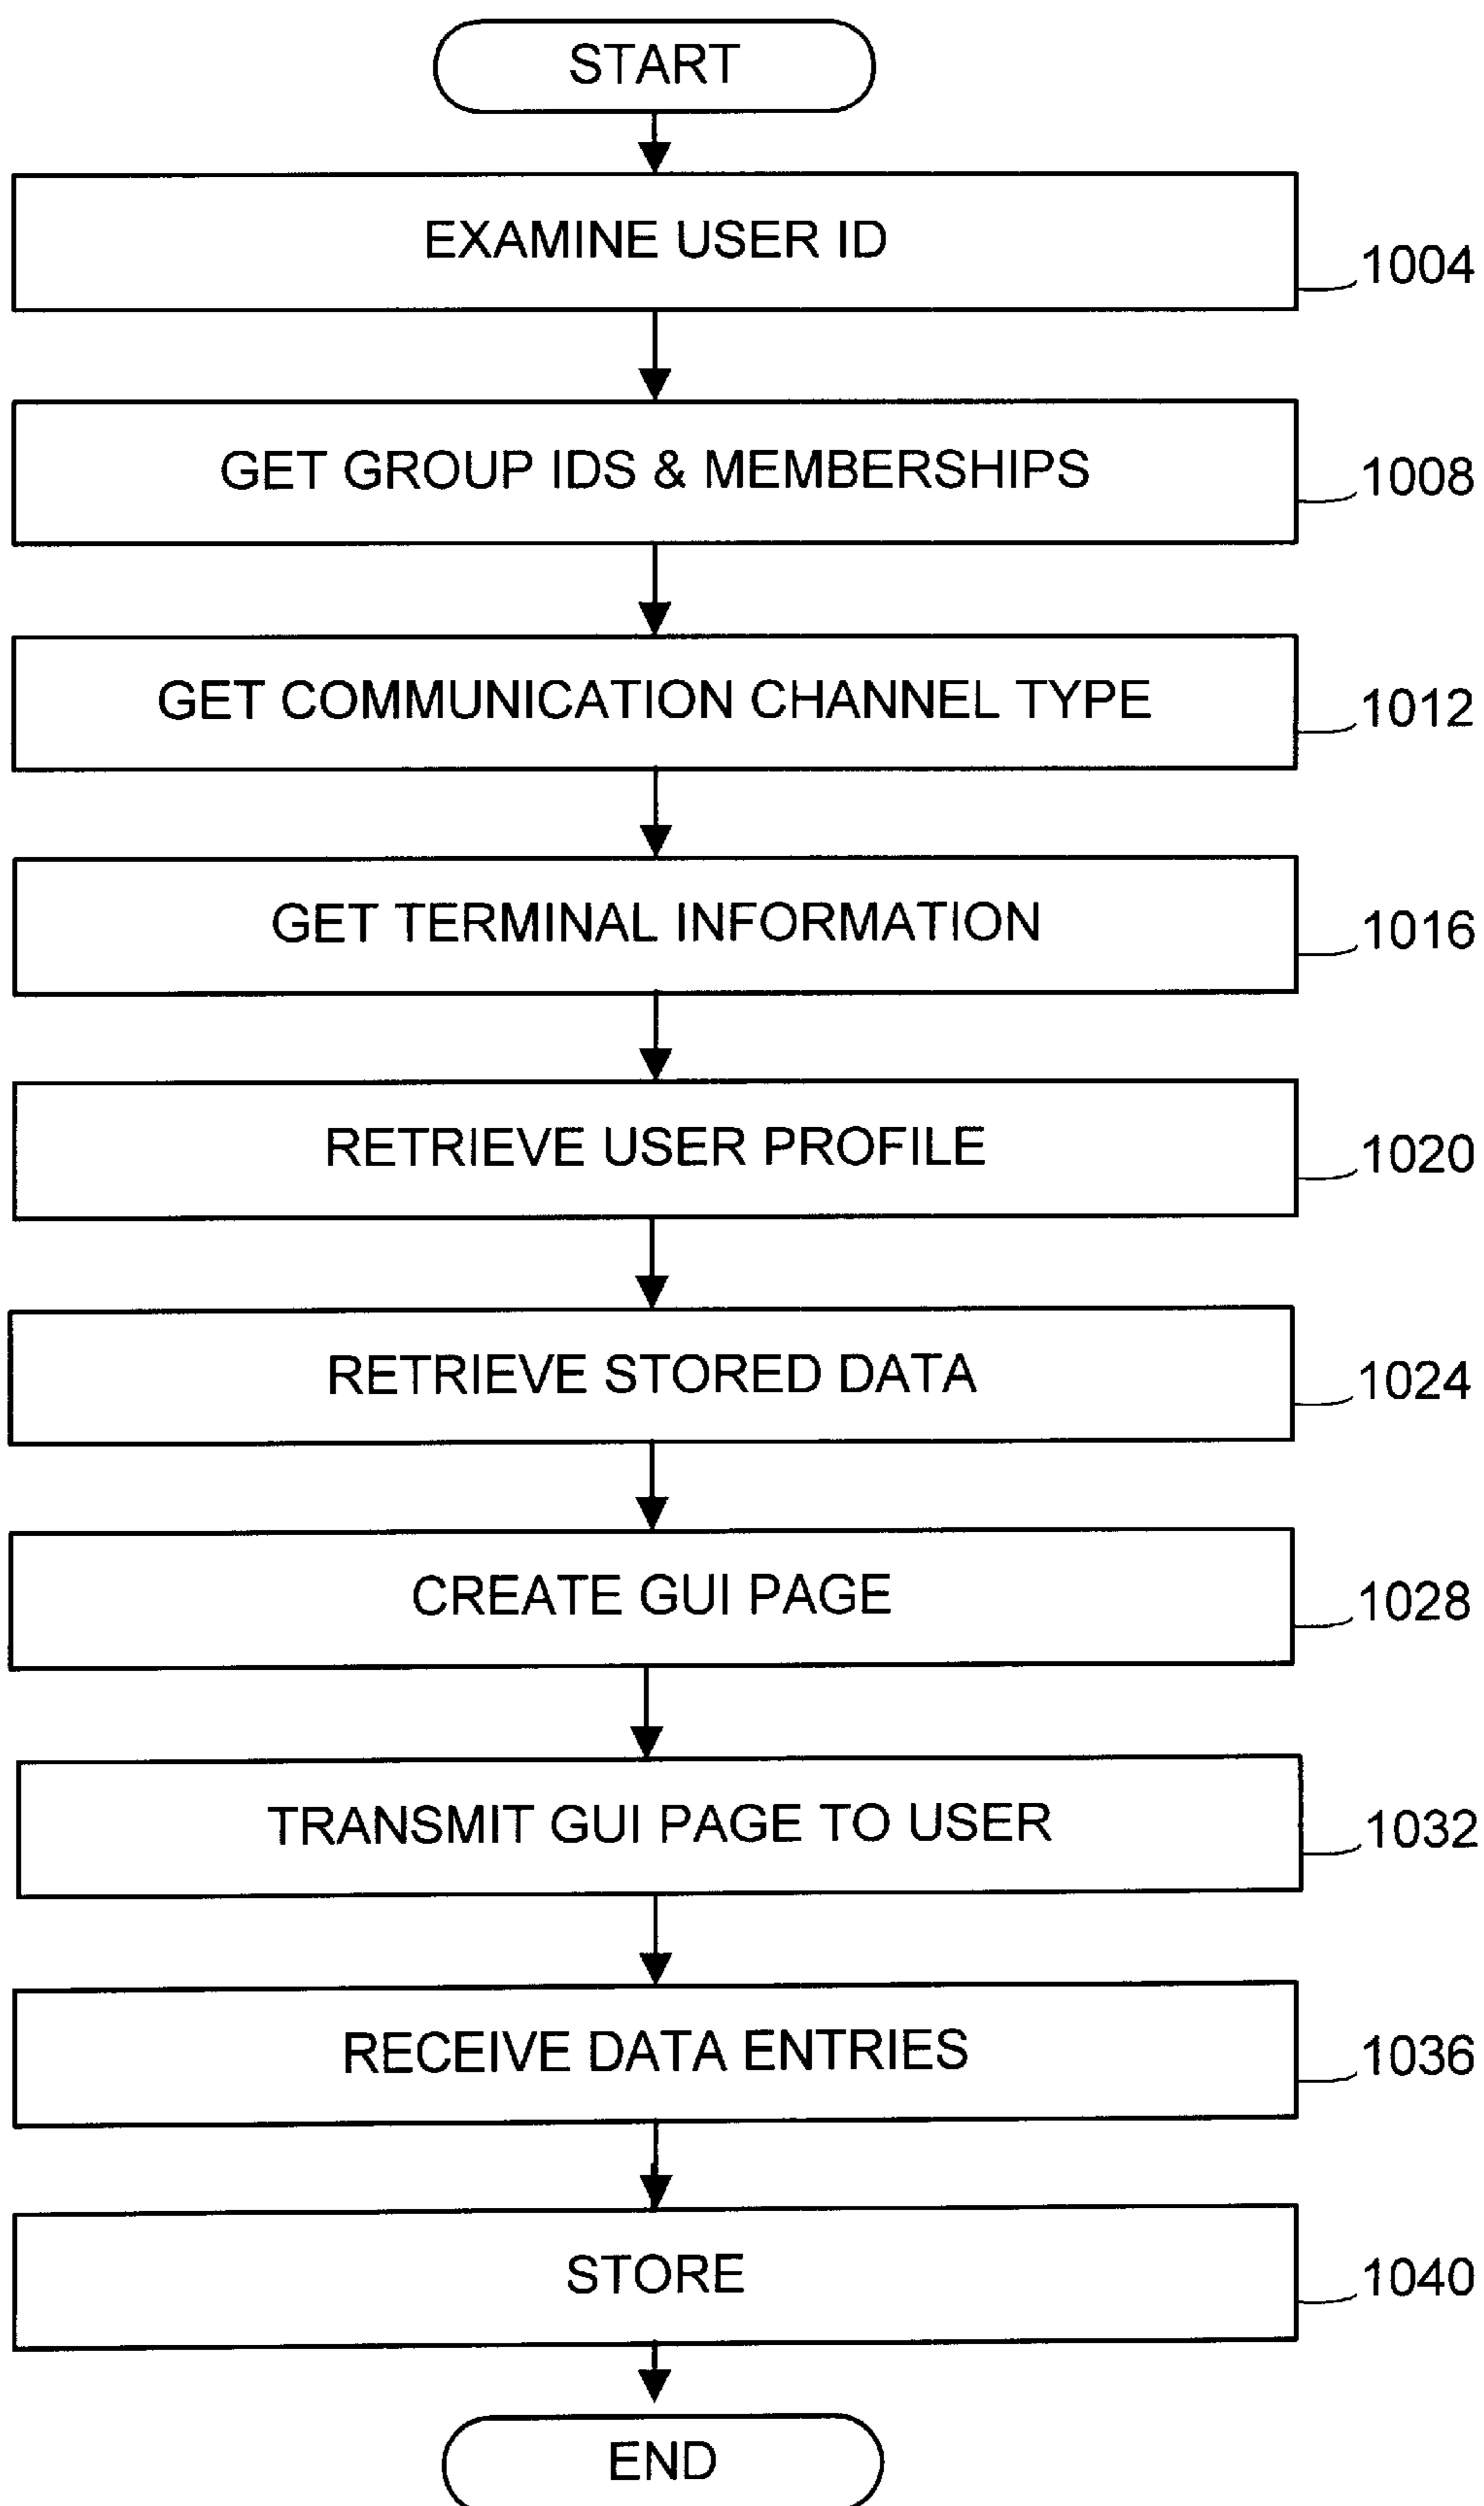 START
EXAMINE USER ID
1004
GET GROUP IDS & MEMBERSHIPS
1008
GET COMMUNICATION CHANNEL TYPE
1012
GET TERMINAL INFORMATION
1016
RETRIEVE USER PROFILE
1020
RETRIEVE STORED DATA
1024
CREATE GUI PAGE
1028
TRANSMIT GUI PAGE TO USER
1032
RECEIVE DATA ENTRIES
1036
STORE
1040
END